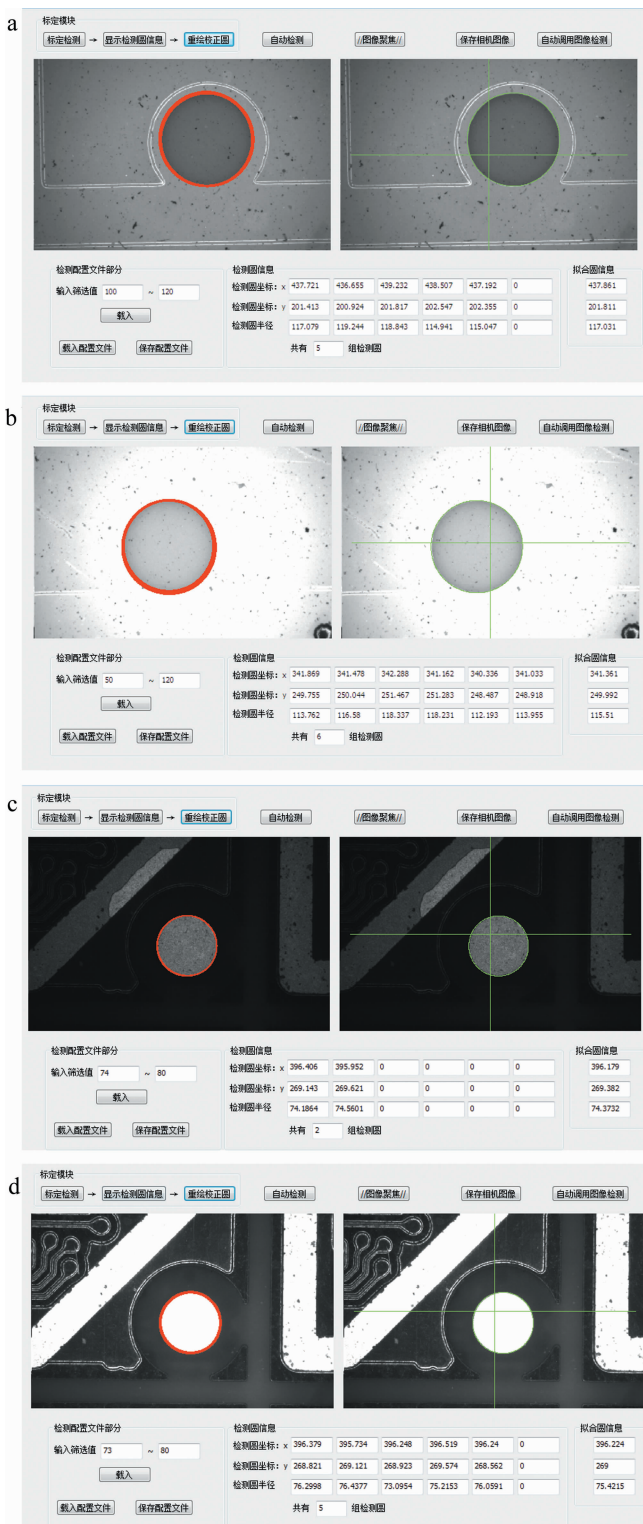 a
标定模块
标定检测 → 显示检测圆信息 → 重绘校正圆 自动检测 //图像聚焦// 保存相机图像 自动调用图像检测
检测配置文件部分 检测圆信息 拟合圆信息
检测圆坐标: x 437.721 436.655 439.232 438.507 437.192 0 437.861
输入筛选值 100 ~ 120
检测圆坐标: y 201.413 200.924 201.817 202.547 202.355 0 201.811
载入
检测圆半径 117.079 119.244 118.843 114.941 115.047 0 117.031
载入配置文件 保存配置文件 共有 5 组检测圆
b
标定模块
标定检测 → 显示检测圆信息 → 重绘校正圆 自动检测 //图像聚焦// 保存相机图像 自动调用图像检测
检测配置文件部分 检测圆信息 拟合圆信息
检测圆坐标: x 341.869 341.478 342.288 341.162 340.336 341.033 341.361
输入筛选值 50 ~ 120
检测圆坐标: y 249.755 250.044 251.467 251.283 248.487 248.918 249.992
载入
检测圆半径 113.762 116.58 118.337 118.231 112.193 113.955 115.51
载入配置文件 保存配置文件 共有 6 组检测圆
c
标定模块
标定检测 → 显示检测圆信息 → 重绘校正圆 自动检测 //图像聚焦// 保存相机图像 自动调用图像检测
检测配置文件部分 检测圆信息 拟合圆信息
检测圆坐标: x 396.406 395.952 0 0 0 0 396.179
输入筛选值 74 ~ 80
检测圆坐标: y 269.143 269.621 0 0 0 0 269.382
载入
检测圆半径 74.1864 74.5601 0 0 0 0 74.3732
载入配置文件 保存配置文件 共有 2 组检测圆
d
标定模块
标定检测 → 显示检测圆信息 → 重绘校正圆 自动检测 //图像聚焦// 保存相机图像 自动调用图像检测
检测配置文件部分 检测圆信息 拟合圆信息
检测圆坐标: x 396.379 395.734 396.248 396.519 396.24 0 396.224
输入筛选值 73 ~ 80
检测圆坐标: y 268.821 269.121 268.923 269.574 268.562 0 269
载入
检测圆半径 76.2998 76.4377 73.0954 75.2153 76.0591 0 75.4215
载入配置文件 保存配置文件 共有 5 组检测圆